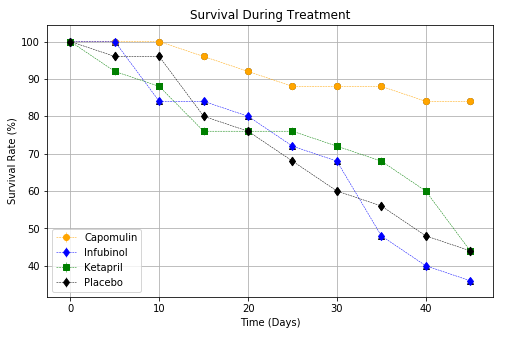 Survival During Treatment
100
90
80
70
60
50
40
Survival Rate (%)
Capomulin
Infubinol
Ketapril
Placebo
0
10
20
30
40
Time (Days)